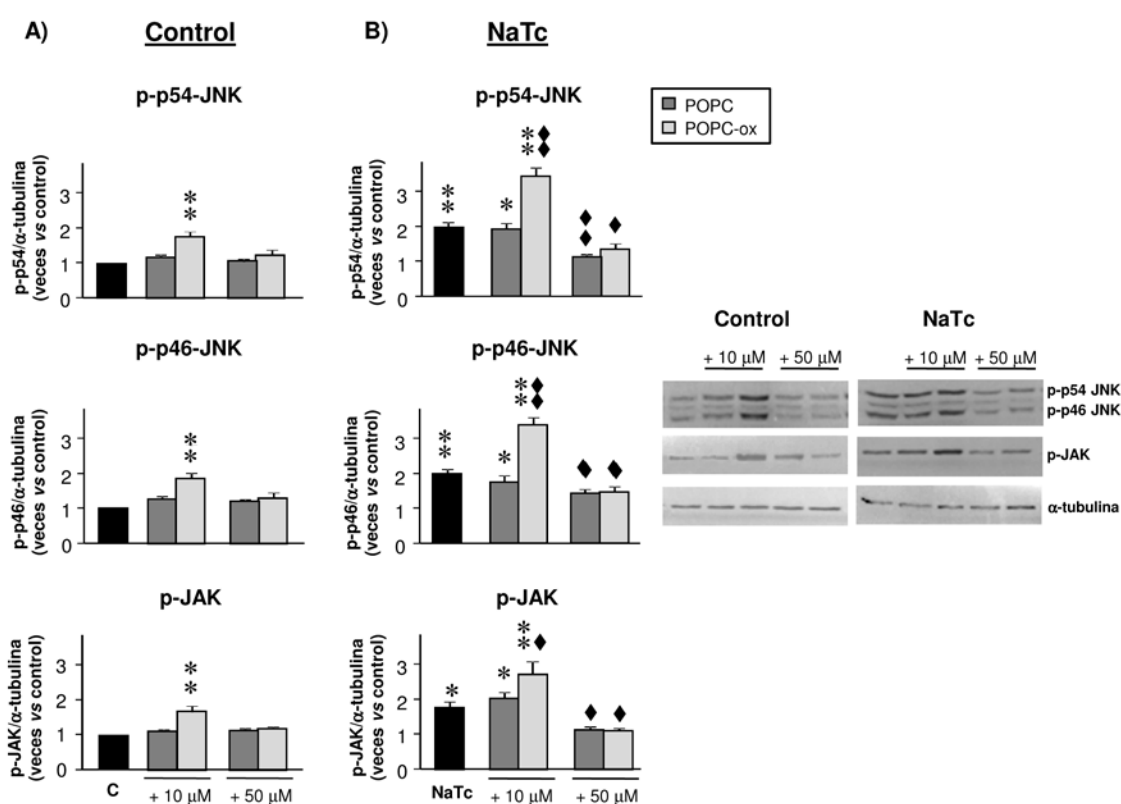 A)
Control
B)
NaTc
POPC
POPC-ox
p-p54-JNK
p-p54/α-tubulina
(veces vs control)
3
2
1
0
**
p-p54-JNK
p-p54/α-tubulina
(veces vs control)
3
2
1
0
**
*
**♦♦
♦♦
♦
p-p46-JNK
p-p46/α-tubulina
(veces vs control)
3
2
1
0
**
p-p46-JNK
p-p46/α-tubulina
(veces vs control)
3
2
1
0
**
*
**♦♦
♦
♦
p-JAK
p-JAK/α-tubulina
(veces vs control)
3
2
1
0
**
C
+ 10 µM
+ 50 µM
p-JAK
p-JAK/α-tubulina
(veces vs control)
3
2
1
0
*
*
**♦
♦
♦
NaTc
+ 10 µM
+ 50 µM
Control
NaTc
+ 10 µM
+ 50 µM
+ 10 µM
+ 50 µM
p-p54 JNK
p-p46 JNK
p-JAK
α-tubulina